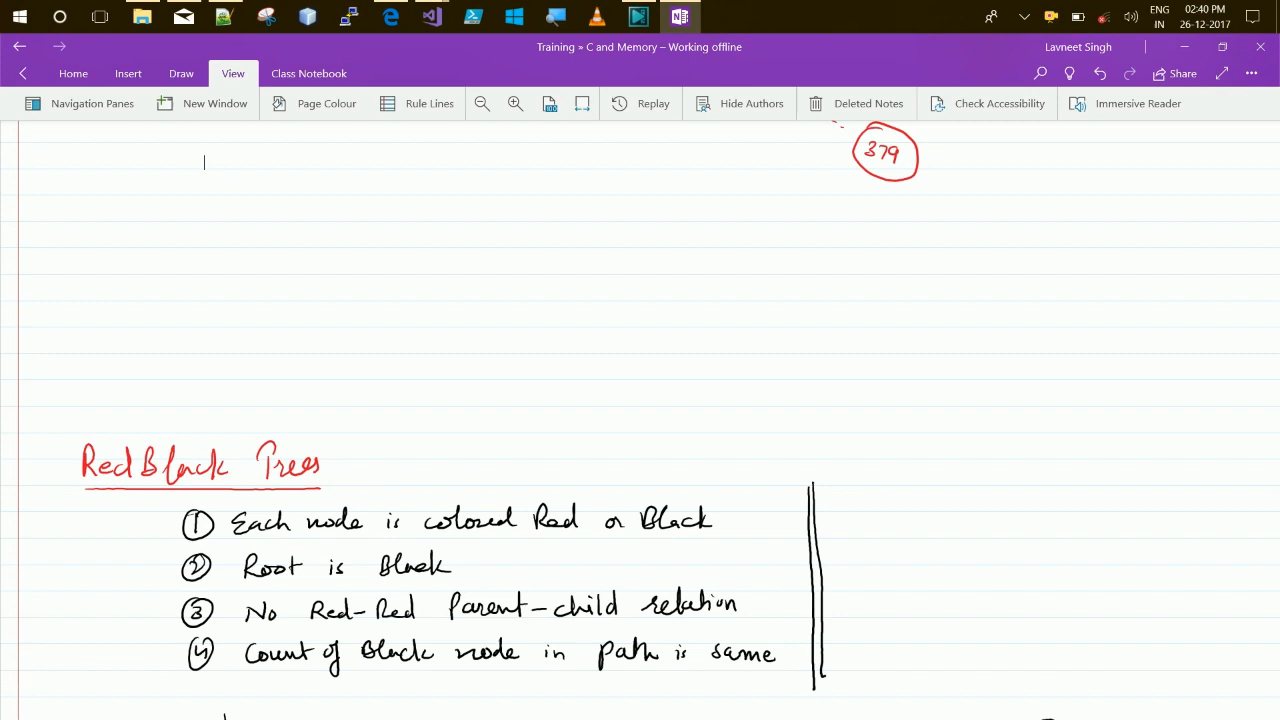 ENG 02:40 PM
IN 26-12-2017
Training » C and Memory – Working offline
Lavneet Singh
Home Insert Draw View Class Notebook
Share
Navigation Panes New Window Page Colour Rule Lines Replay Hide Authors Deleted Notes Check Accessibility Immersive Reader
379
Red Black Trees
① Each node is colored Red or Black
② Root is Black
③ No Red-Red Parent-child relation
④ Count of Black node in path is same